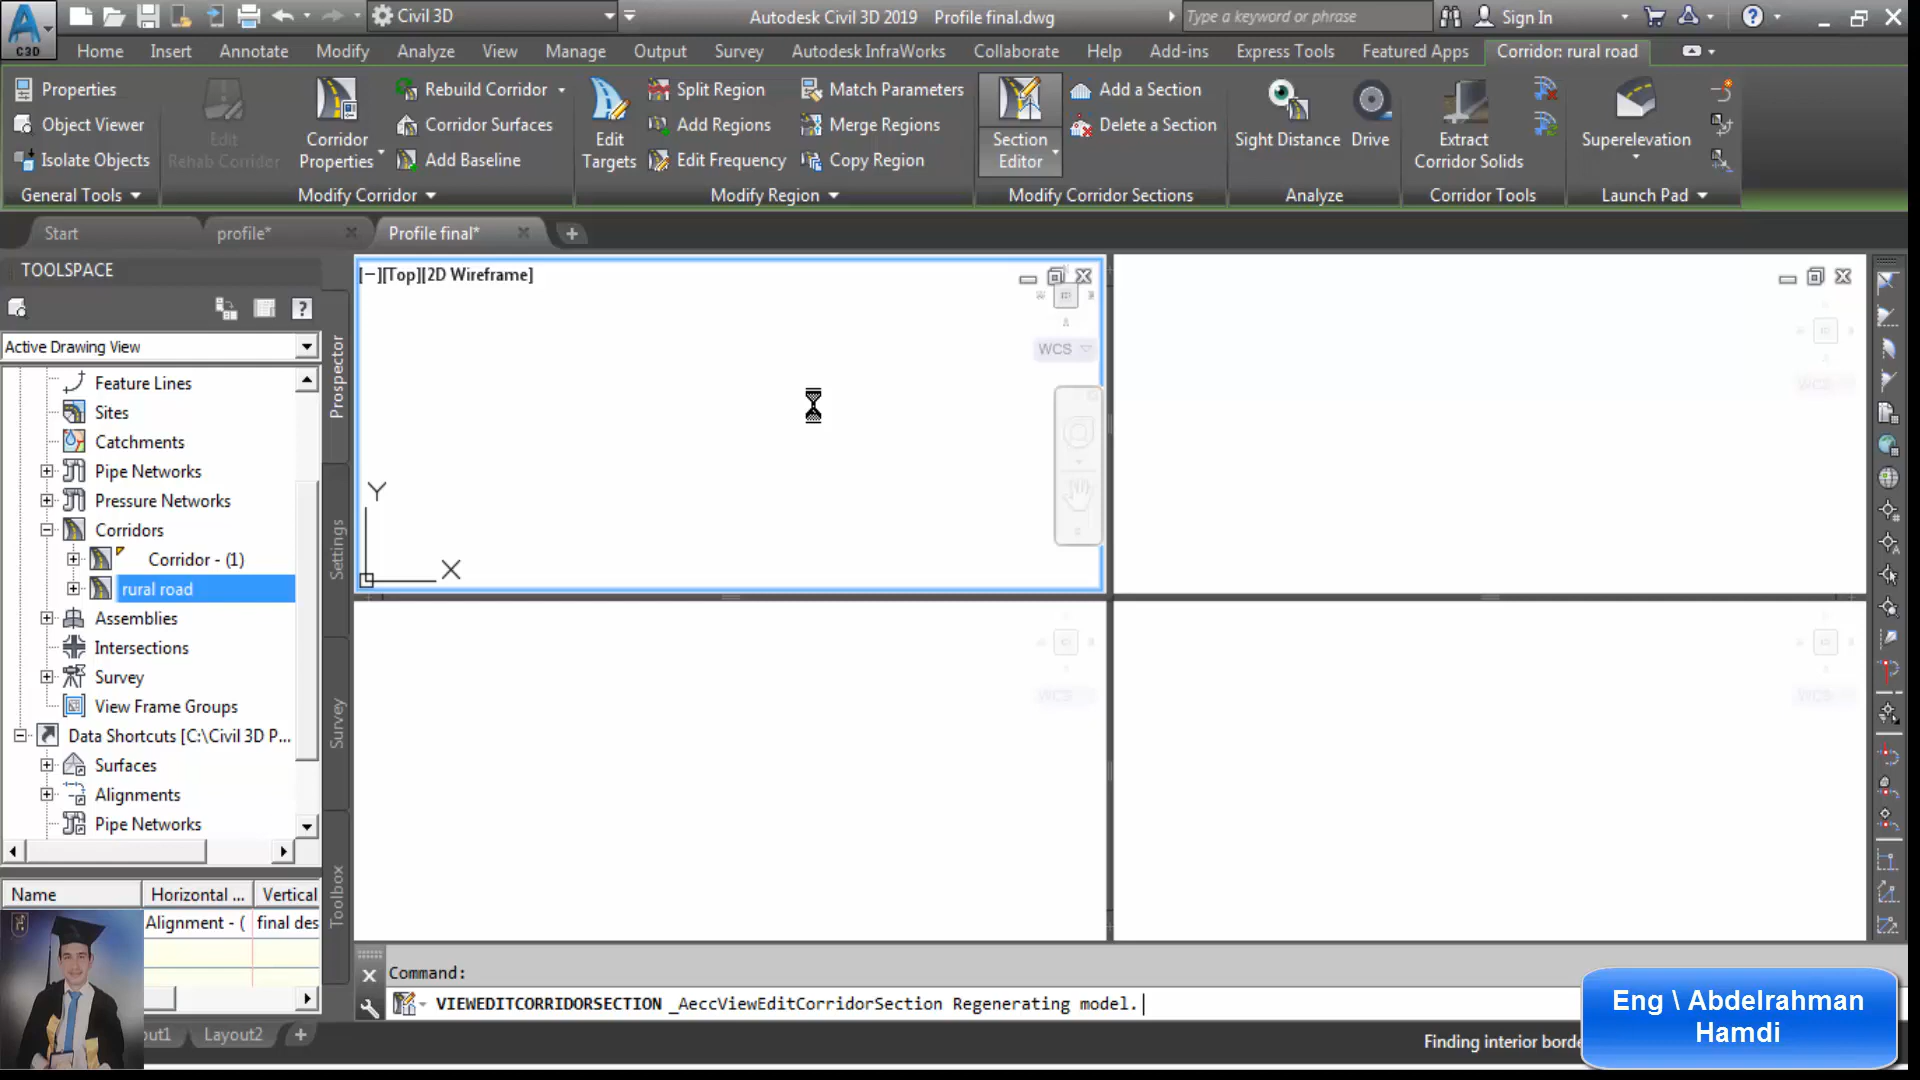 Civil 3D
Autodesk Civil 3D 2019 Profile final.dwg
Type a keyword or phrase
Sign In
C3D
Home Insert Annotate Modify Analyze View Manage Output Survey Autodesk InfraWorks Collaborate Help Add-ins Express Tools Featured Apps Corridor: rural road
Properties
Object Viewer
Isolate Objects
General Tools
Edit
Rehab Corridor
Corridor
Properties
Rebuild Corridor
Corridor Surfaces
Add Baseline
Modify Corridor
Edit
Targets
Split Region
Add Regions
Edit Frequency
Match Parameters
Merge Regions
Copy Region
Modify Region
Section
Editor
Add a Section
Delete a Section
Modify Corridor Sections
Sight Distance
Drive
Analyze
Extract
Corridor Solids
Corridor Tools
Superelevation
Launch Pad
Start
profile*
Profile final*
TOOLSPACE
Active Drawing View
Feature Lines
Sites
Catchments
Pipe Networks
Pressure Networks
Corridors
Corridor - (1)
rural road
Assemblies
Intersections
Survey
View Frame Groups
Data Shortcuts [C:\Civil 3D P...
Surfaces
Alignments
Pipe Networks
Prospector
Settings
Survey
Toolbox
Name
Horizontal ...
Vertical
Alignment - (
final des
[−][Top][2D Wireframe]
WCS
Y
X
WCS
WCS
WCS
Command:
VIEWEDITCORRIDORSECTION _AeccViewEditCorridorSection Regenerating model.
out1
Layout2
Finding interior borde
Eng \ Abdelrahman
Hamdi